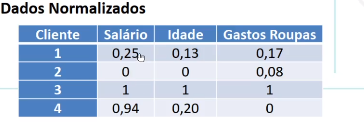 Dados Normalizados
Cliente Salário Idade Gastos Roupas
1 0,25 0,13 0,17
2 0 0 0,08
3 1 1 1
4 0,94 0,20 0